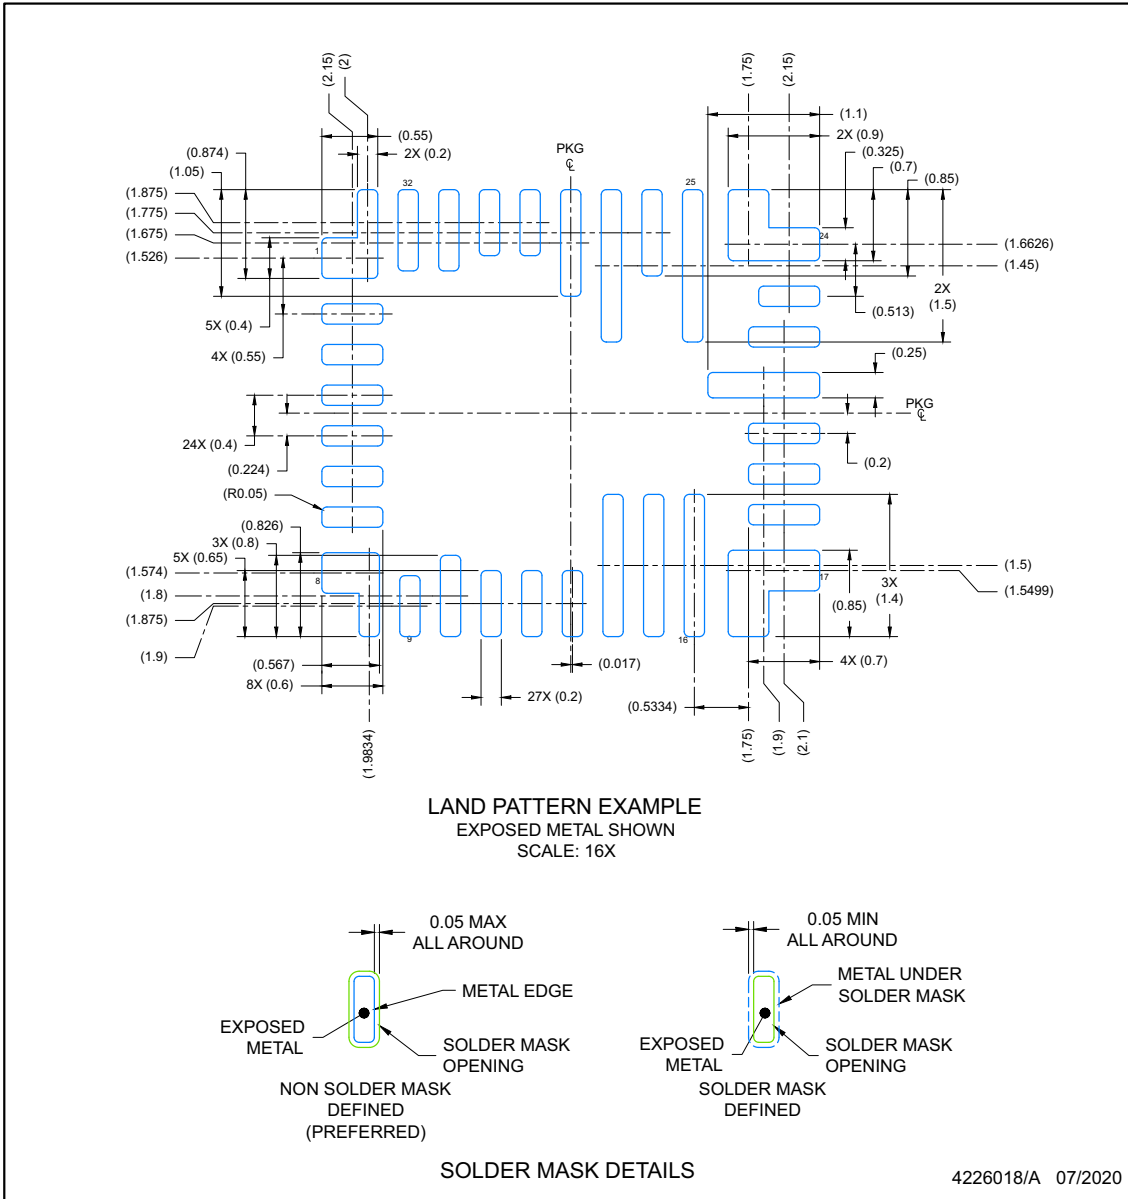 (2.15)
(2)
(1.75)
(2.15)
(0.55)
(1.1)
2X (0.2)
2X (0.9)
PKG
℄
(0.874)
(0.325)
(1.05)
(0.7)
(0.85)
32
25
(1.875)
(1.775)
(1.675)
(1.526)
1
24
(1.6626)
(1.45)
2X
(1.5)
(0.513)
5X (0.4)
4X (0.55)
(0.25)
PKG
℄
24X (0.4)
(0.224)
(0.2)
(R0.05)
(0.826)
3X (0.8)
5X (0.65)
(1.574)
(1.8)
(1.875)
(1.9)
8
9
16
17
(1.5)
(1.5499)
3X
(1.4)
(0.85)
(0.567)
8X (0.6)
(0.017)
4X (0.7)
27X (0.2)
(0.5334)
(1.9834)
(1.75)
(1.9)
(2.1)
LAND PATTERN EXAMPLE
EXPOSED METAL SHOWN
SCALE: 16X
0.05 MAX
ALL AROUND
METAL EDGE
EXPOSED
METAL
SOLDER MASK
OPENING
NON SOLDER MASK
DEFINED
(PREFERRED)
0.05 MIN
ALL AROUND
METAL UNDER
SOLDER MASK
EXPOSED
METAL
SOLDER MASK
OPENING
SOLDER MASK
DEFINED
SOLDER MASK DETAILS
4226018/A 07/2020